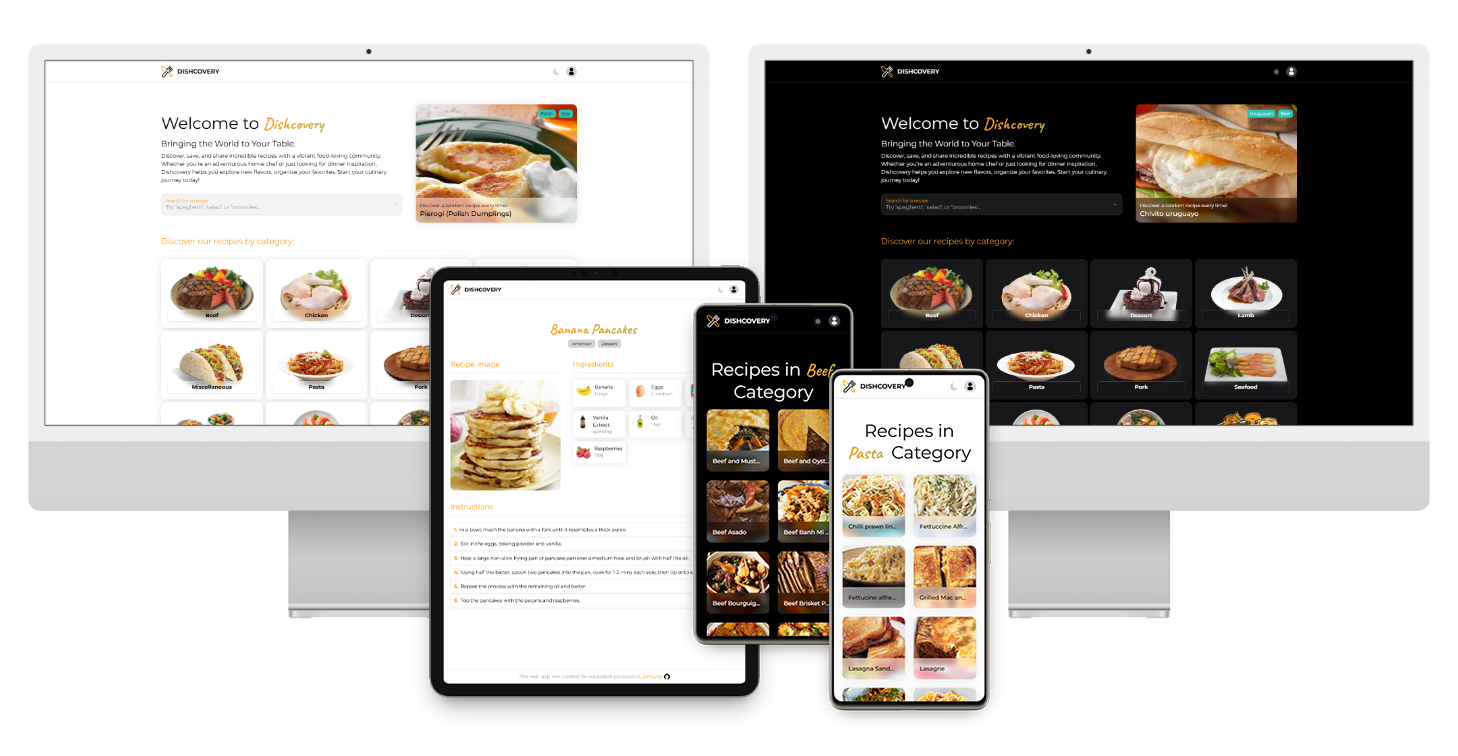 DISHCOVERY
Welcome to Dishcovery
Bringing the World to Your Table.
Discover, save, and share incredible recipes with a vibrant food-loving community.
Whether you're an adventurous home chef or just looking for dinner inspiration,
Dishcovery helps you explore new flavors, organize your favorites. Start your culinary
journey today!
Search for a recipe
Try 'spaghetti', 'salad', or 'brownies'...
Polish
Side
Discover a random recipe every time!
Pierogi (Polish Dumplings)
Discover our recipes by category:
Beef
Chicken
Dessert
Miscellaneous
Pasta
Pork
DISHCOVERY
Welcome to Dishcovery
Bringing the World to Your Table.
Discover, save, and share incredible recipes with a vibrant food-loving community.
Whether you're an adventurous home chef or just looking for dinner inspiration,
Dishcovery helps you explore new flavors, organize your favorites. Start your culinary
journey today!
Search for a recipe
Try 'spaghetti', 'salad', or 'brownies'...
Uruguayan
Beef
Discover a random recipe every time!
Chivito uruguayo
Discover our recipes by category:
Beef
Chicken
Dessert
Lamb
Pasta
Pork
Seafood
DISHCOVERY
Banana Pancakes
American
Dessert
Recipe Image
Ingredients
Banana
1 large
Eggs
2 medium
Vanilla
Extract
sprinkling
Oil
1 tsp
Raspberries
125g
Instructions
1. In a bowl, mash the banana with a fork until it resembles a thick puree.
2. Stir in the eggs, baking powder and vanilla.
3. Heat a large non-stick frying pan or pancake pan over a medium heat and brush with half the oil.
4. Using half the batter, spoon two pancakes into the pan, cook for 1-2 mins each side, then tip onto a
5. Repeat the process with the remaining oil and batter.
6. Top the pancakes with the pecans and raspberries.
This web app was created for education purposes
DISHCOVERY
Recipes in Beef
Category
Beef and Must...
Beef and Oyst...
Beef Asado
Beef Banh Mi ...
Beef Bourguig...
Beef Brisket P...
DISHCOVERY
Recipes in
Pasta Category
Chilli prawn lin...
Fettuccine Alfr...
Fettucine alfre...
Grilled Mac an...
Lasagna Sand...
Lasagne